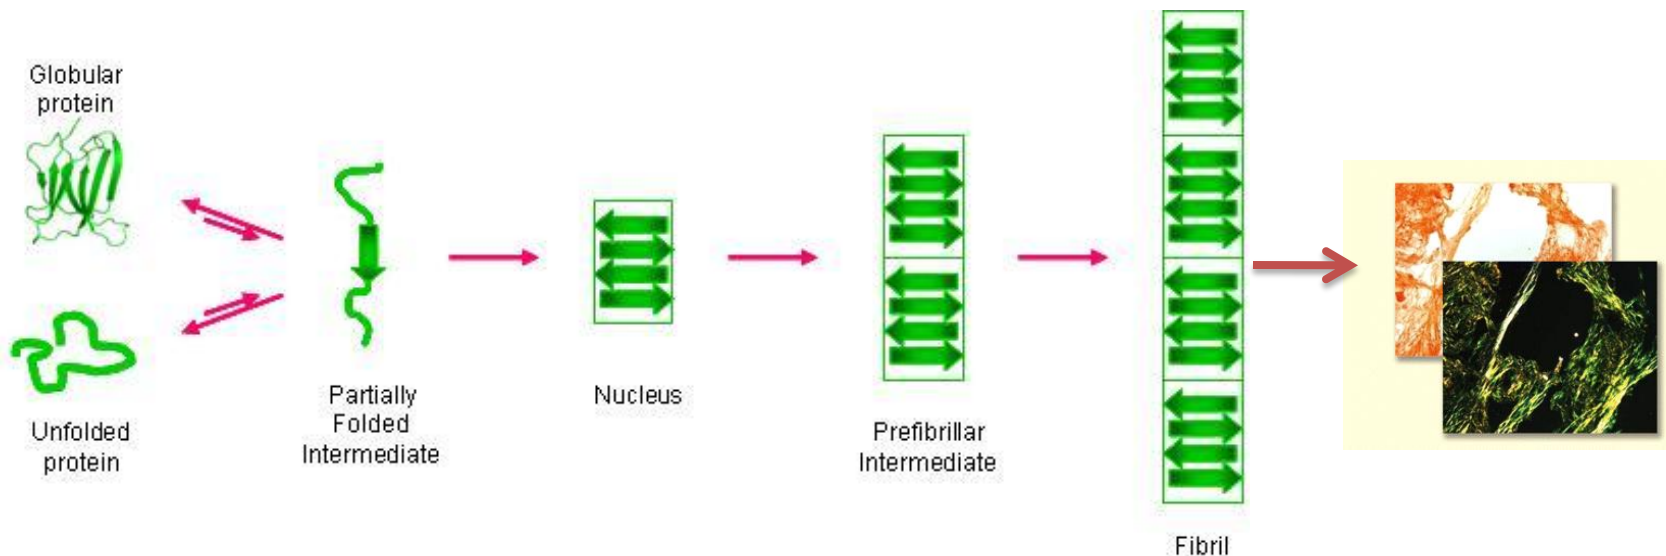 Globular
protein
Unfolded
protein
Partially
Folded
Intermediate
Nucleus
Prefibrillar
Intermediate
Fibril